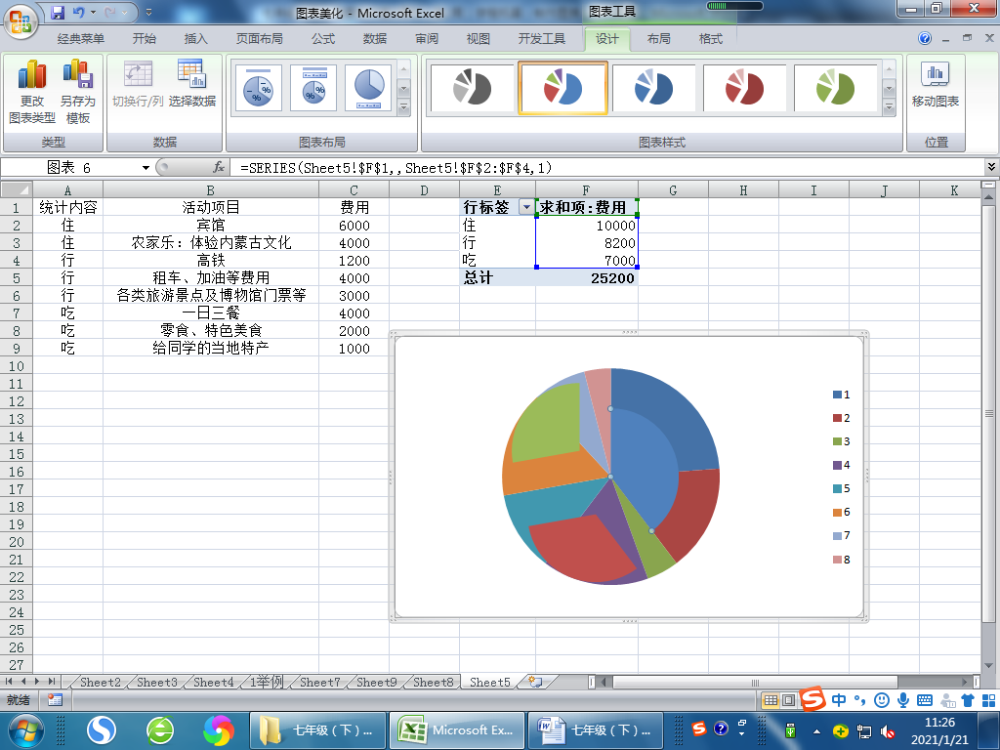 图表美化 - Microsoft Excel
图表工具
经典菜单 开始 插入 页面布局 公式 数据 审阅 视图 开发工具 设计 布局 格式
更改
图表类型
另存为
模板
切换行/列
选择数据
移动图表
类型 数据 图表布局 图表样式 位置
图表 6 fx =SERIES(Sheet5!$F$1,,Sheet5!$F$2:$F$4,1)
A B C D E F G H I J K
1 统计内容 活动项目 费用 行标签 求和项:费用
2 住 宾馆 6000 住 10000
3 住 农家乐：体验内蒙古文化 4000 行 8200
4 行 高铁 1200 吃 7000
5 行 租车、加油等费用 4000 总计 25200
6 行 各类旅游景点及博物馆门票等 3000
7 吃 一日三餐 4000
8 吃 零食、特色美食 2000
9 吃 给同学的当地特产 1000
10
11
12
13
14
15
16
17
18
19
20
21
22
23
24
25
26
27
1
2
3
4
5
6
7
8
Sheet2 Sheet3 Sheet4 1举例 Sheet7 Sheet9 Sheet8 Sheet5
就绪
中
七年级（下）...
Microsoft Ex...
七年级（下）...
11:26
2021/1/21